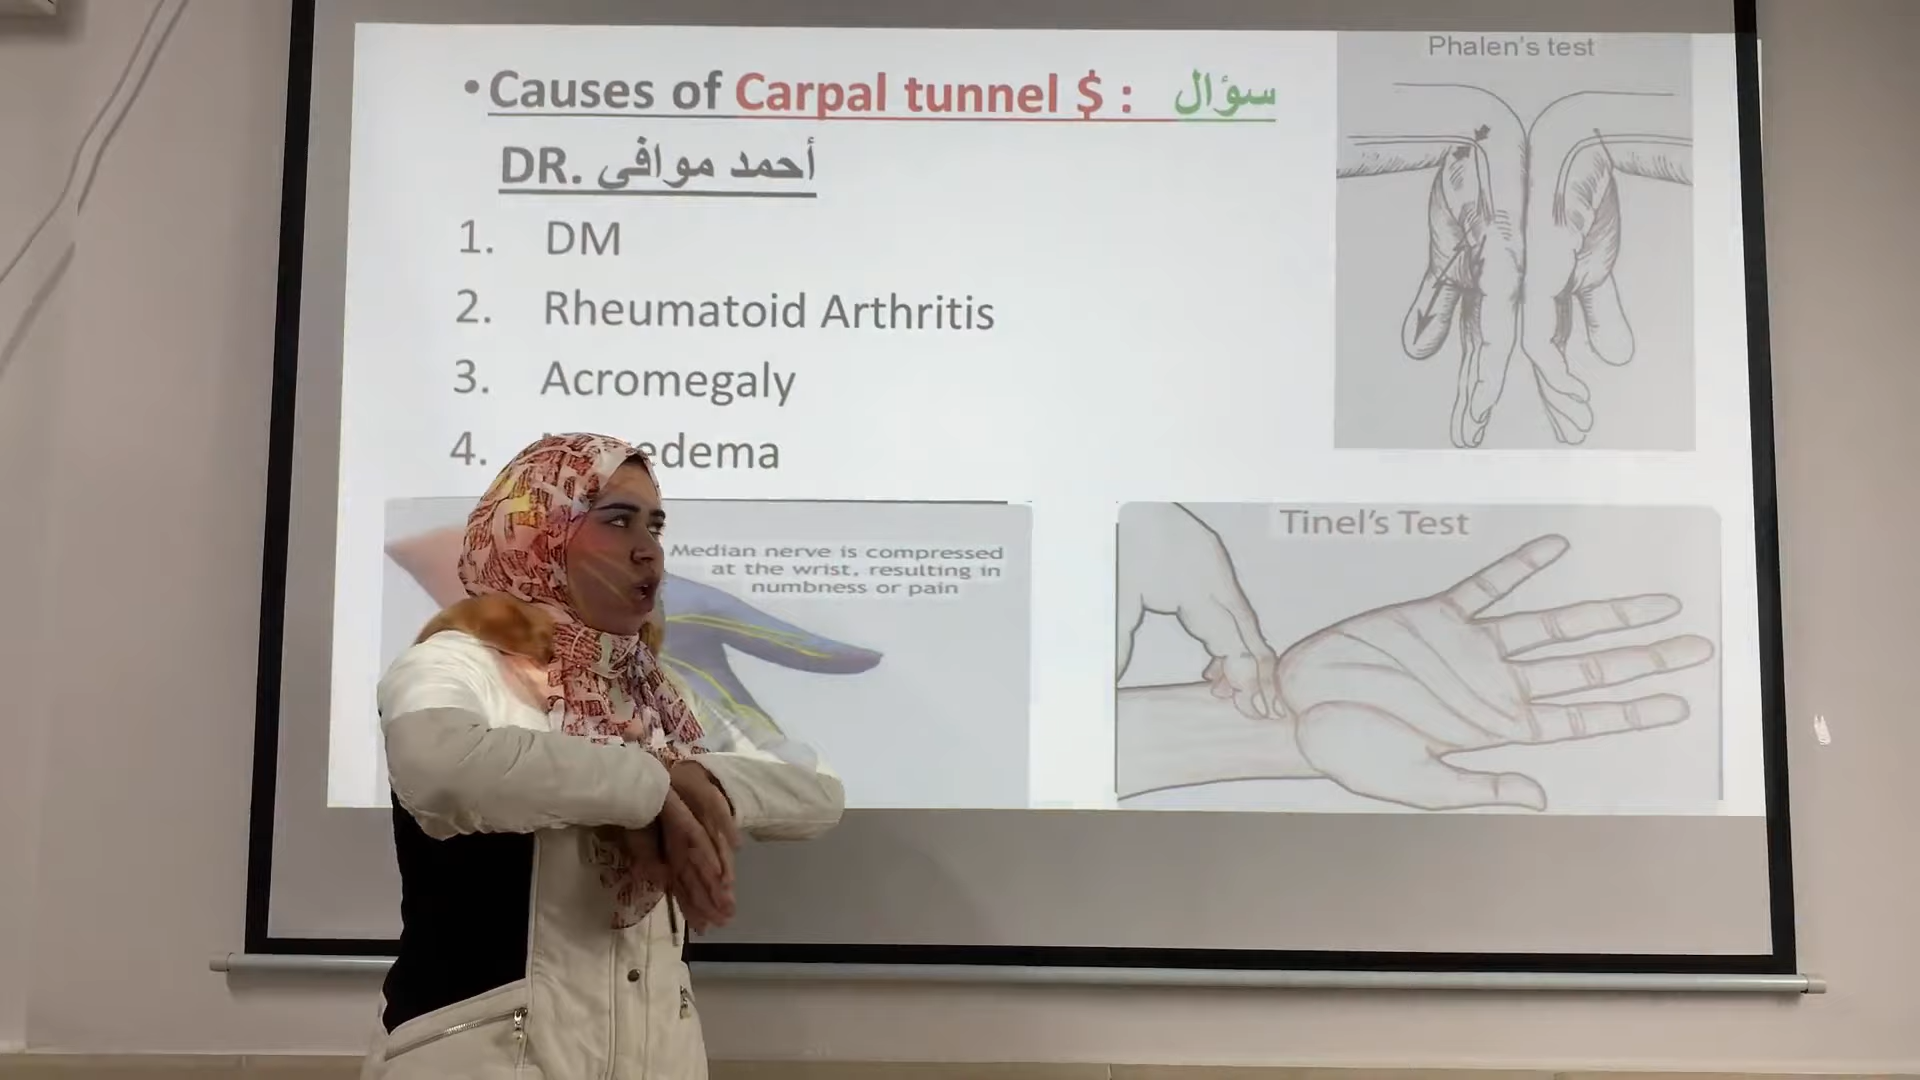 • Causes of Carpal tunnel $ : سؤال
DR. أحمد موافى
1. DM
2. Rheumatoid Arthritis
3. Acromegaly
4. edema
Phalen's test
Median nerve is compressed
at the wrist, resulting in
numbness or pain
Tinel's Test